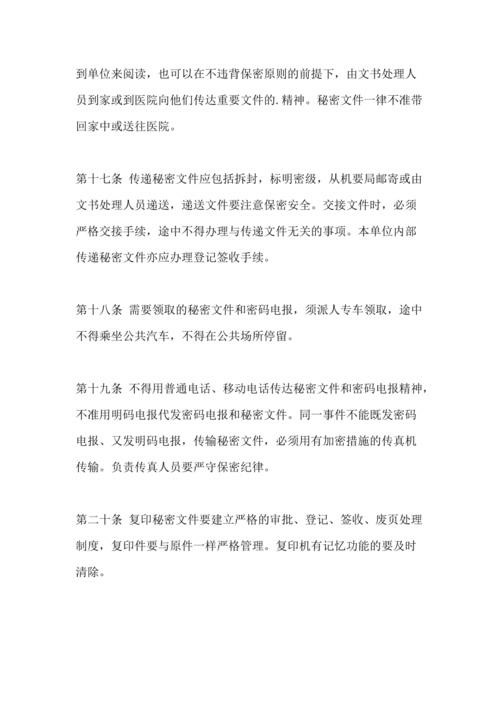 到单位来阅读，也可以在不违背保密原则的前提下，由文书处理人
员到家或到医院向他们传达重要文件的.精神。秘密文件一律不准带
回家中或送往医院。
第十七条 传递秘密文件应包括拆封，标明密级，从机要局邮寄或由
文书处理人员递送，递送文件要注意保密安全。交接文件时，必须
严格交接手续，途中不得办理与传递文件无关的事项。本单位内部
传递秘密文件亦应办理登记签收手续。
第十八条 需要领取的秘密文件和密码电报，须派人专车领取，途中
不得乘坐公共汽车，不得在公共场所停留。
第十九条 不得用普通电话、移动电话传达秘密文件和密码电报精神，
不准用明码电报代发密码电报和秘密文件。同一事件不能既发密码
电报、又发明码电报，传输秘密文件，必须用有加密措施的传真机
传输。负责传真人员要严守保密纪律。
第二十条 复印秘密文件要建立严格的审批、登记、签收、废页处理
制度，复印件要与原件一样严格管理。复印机有记忆功能的要及时
清除。